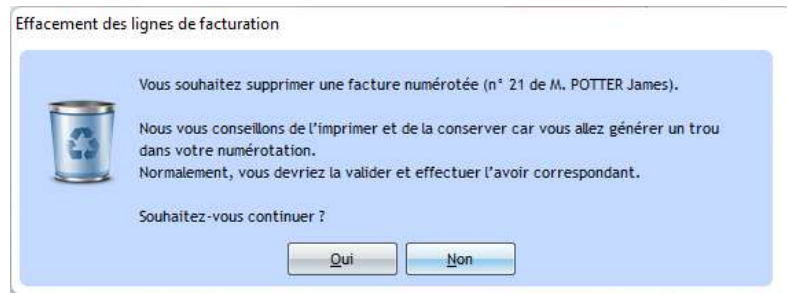 Effacement des lignes de facturation
Vous souhaitez supprimer une facture numérotée (n° 21 de M. POTTER James).
Nous vous conseillons de l'imprimer et de la conserver car vous allez générer un trou
dans votre numérotation.
Normalement, vous devriez la valider et effectuer l'avoir correspondant.
Souhaitez-vous continuer ?
Oui
Non